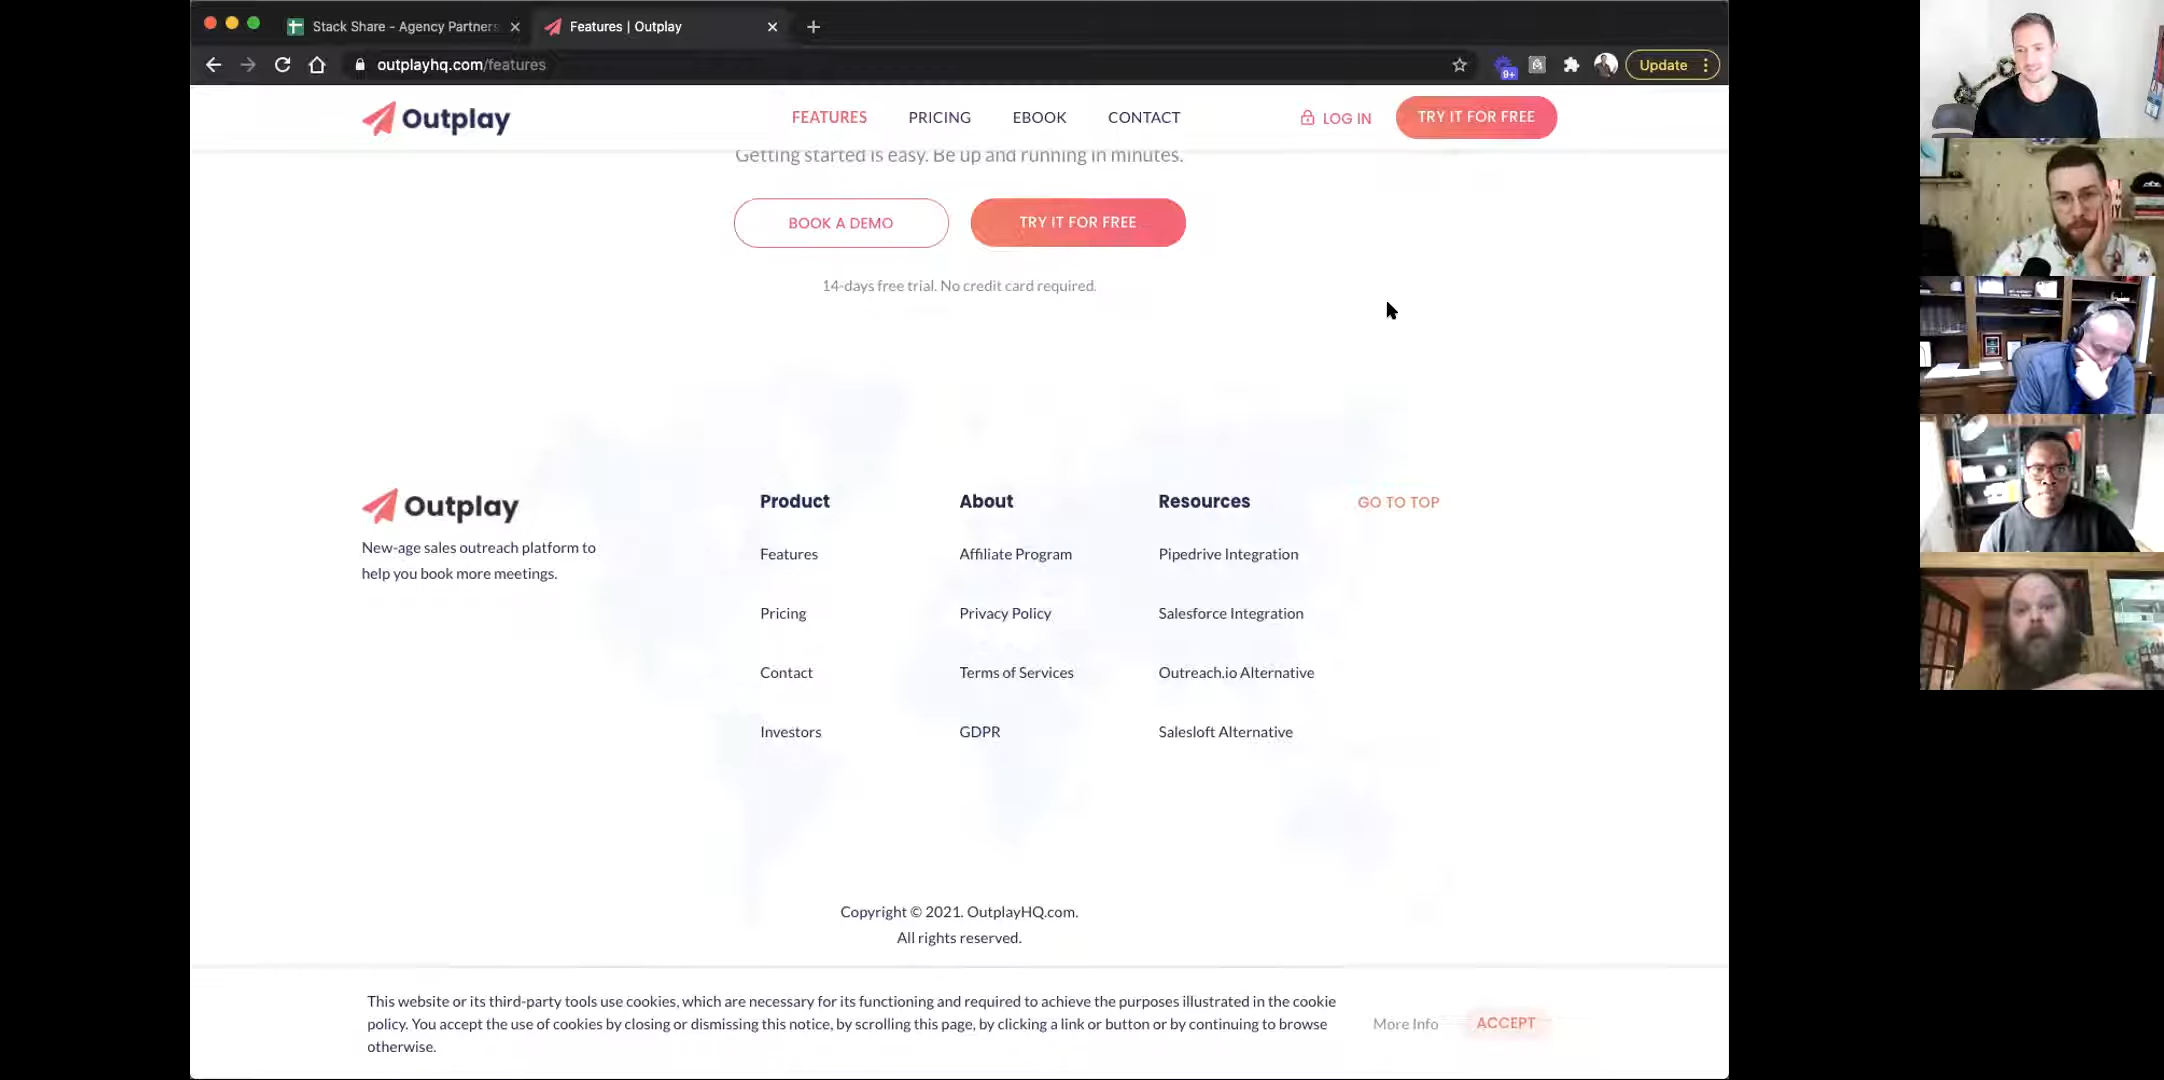 Stack Share - Agency Partners
Features | Outplay
outplayhq.com/features
9+
Update
Outplay
FEATURES
PRICING
EBOOK
CONTACT
LOG IN
TRY IT FOR FREE
Getting started is easy. Be up and running in minutes.
BOOK A DEMO
TRY IT FOR FREE
14-days free trial. No credit card required.
Outplay
New-age sales outreach platform to
help you book more meetings.
Product
Features
Pricing
Contact
Investors
About
Affiliate Program
Privacy Policy
Terms of Services
GDPR
Resources
Pipedrive Integration
Salesforce Integration
Outreach.io Alternative
Salesloft Alternative
GO TO TOP
Copyright © 2021. OutplayHQ.com.
All rights reserved.
This website or its third-party tools use cookies, which are necessary for its functioning and required to achieve the purposes illustrated in the cookie
policy. You accept the use of cookies by closing or dismissing this notice, by scrolling this page, by clicking a link or button or by continuing to browse
otherwise.
More Info
ACCEPT